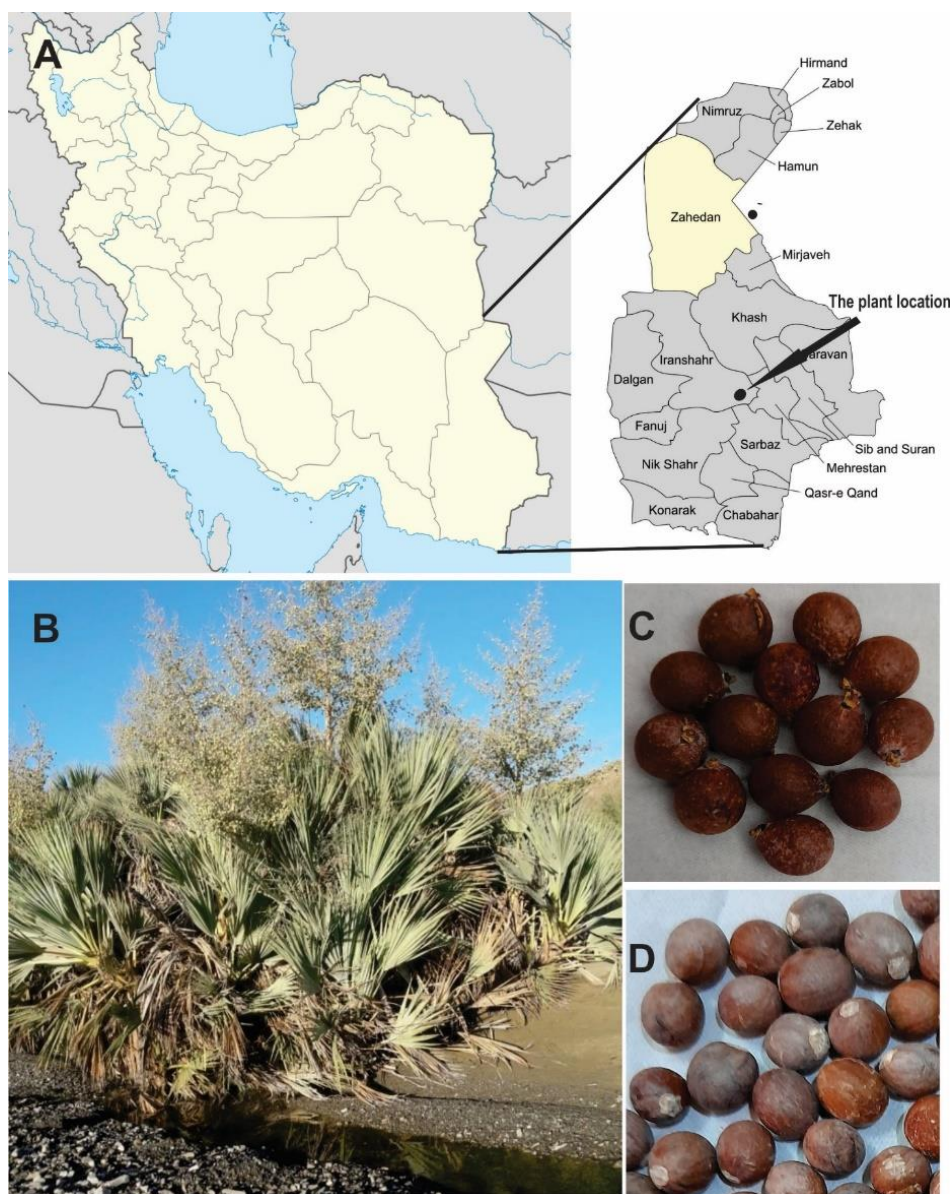 A
Hirmand
Zabol
Nimruz
Zehak
Hamun
Zahedan
Mirjaveh
The plant location
Khash
aravan
Iranshahr
Dalgan
Fanuj
Sarbaz
Sib and Suran
Nik Shahr
Mehrestan
Qasr-e Qand
Konarak
Chabahar
B
C
D